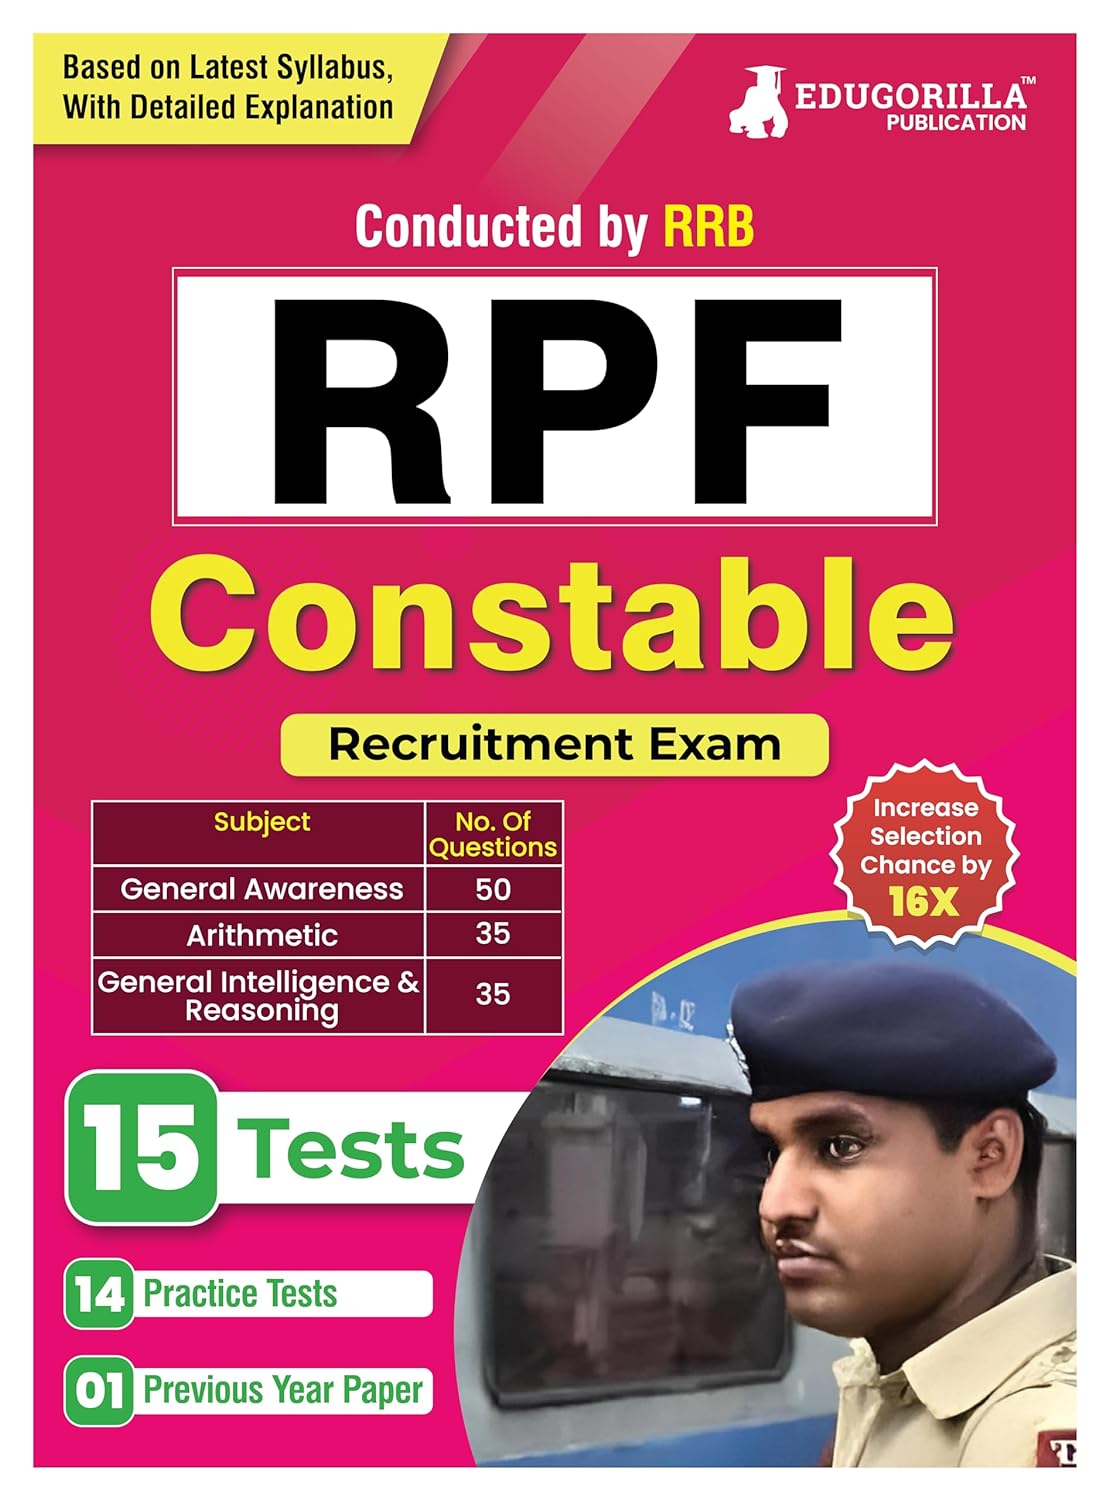 Based on Latest Syllabus,
With Detailed Explanation
EDUGORILLA™
PUBLICATION
Conducted by RRB
RPF
Constable
Recruitment Exam
Subject
No. Of
Questions
General Awareness 50
Arithmetic 35
General Intelligence &
Reasoning
35
Increase
Selection
Chance by
16X
15 Tests
14 Practice Tests
01 Previous Year Paper